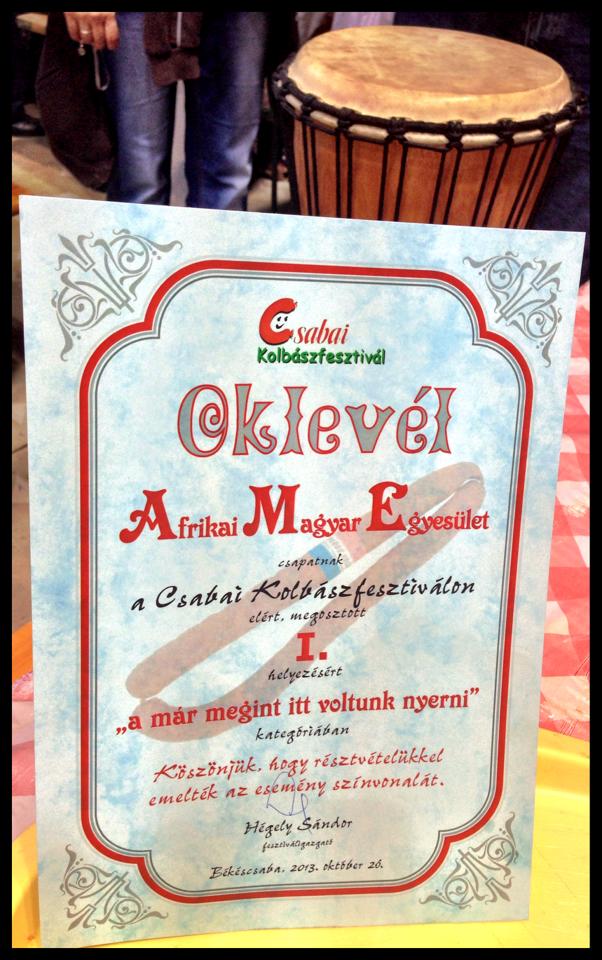 Csabai
Kolbászfesztivál
Oklevél
Afrikai Magyar Egyesület
csapatnak
a Csabai Kolbászfesztiválon
elért, megosztott
I.
helyezésért
„a már megint itt voltunk nyerni”
kategóriában
Köszönjük, hogy résztvételükkel
emelték az esemény színvonalát.
Hégely Sándor
fesztiváligazgató
Békéscsaba, 2013. október 26.